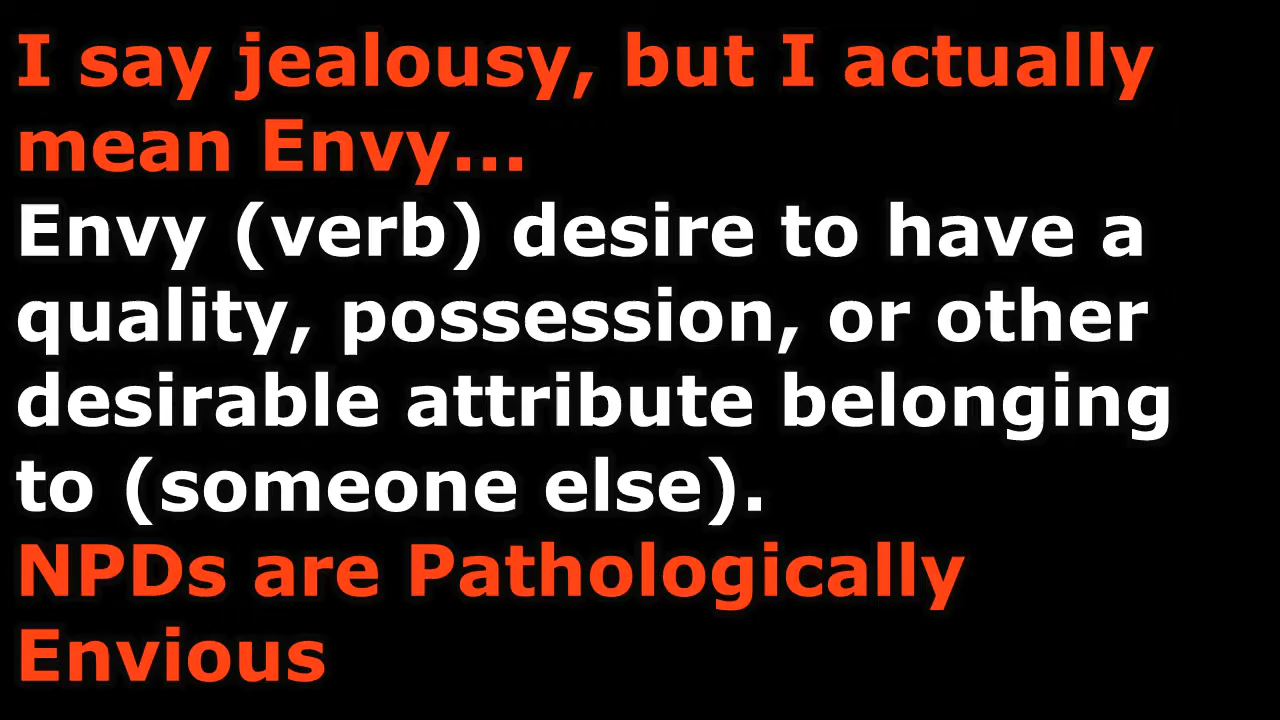 I say jealousy, but I actually
mean Envy...
Envy (verb) desire to have a
quality, possession, or other
desirable attribute belonging
to (someone else).
NPDs are Pathologically
Envious